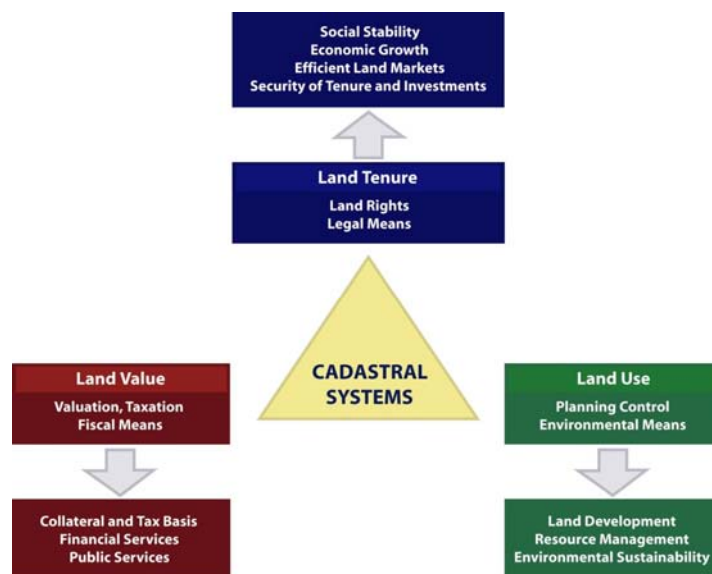 Social Stability
Economic Growth
Efficient Land Markets
Security of Tenure and Investments
Land Tenure
Land Rights
Legal Means
CADASTRAL
SYSTEMS
Land Value
Valuation, Taxation
Fiscal Means
Collateral and Tax Basis
Financial Services
Public Services
Land Use
Planning Control
Environmental Means
Land Development
Resource Management
Environmental Sustainability